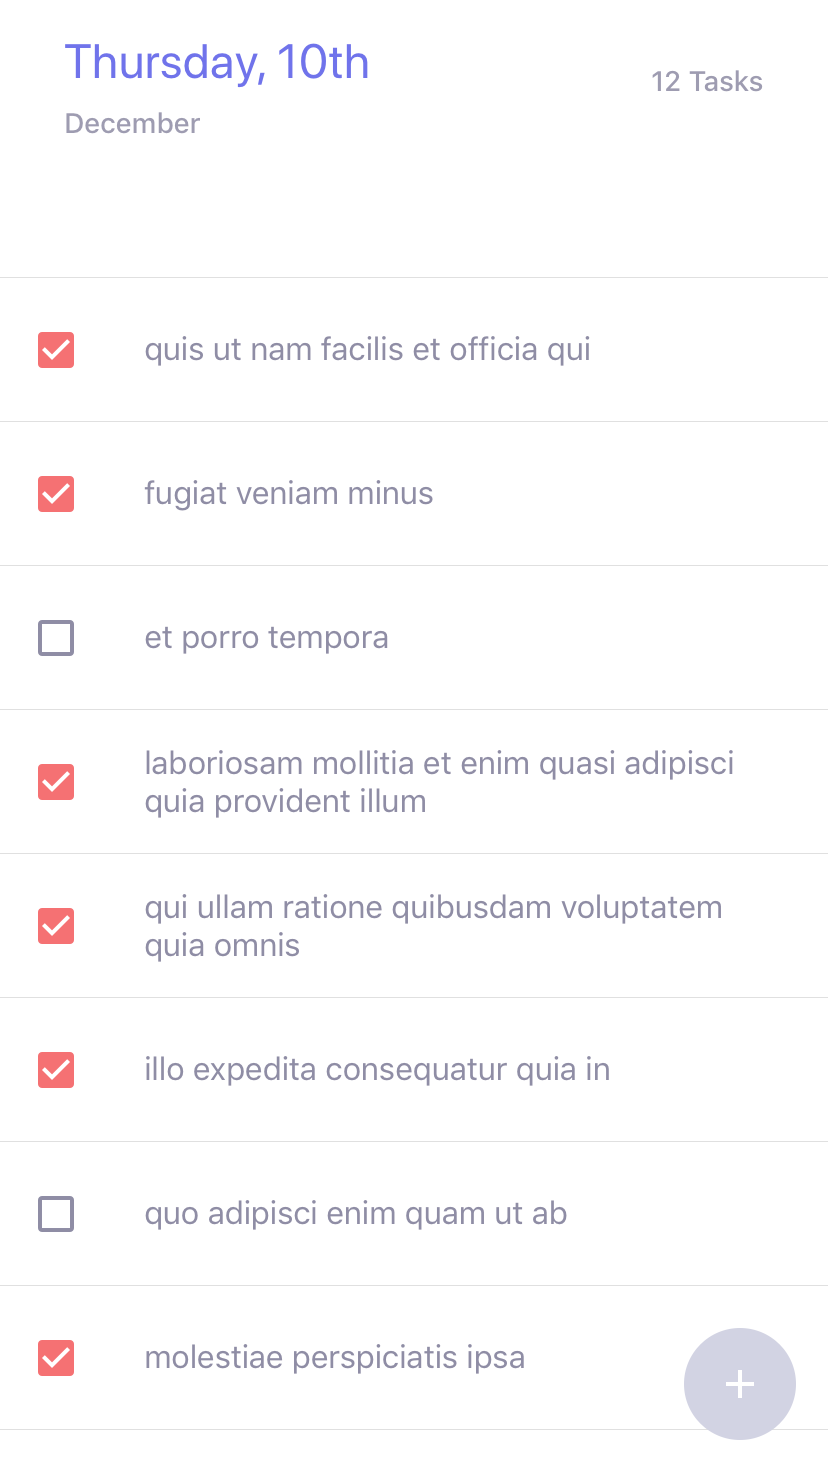 Thursday, 10th
12 Tasks
December
quis ut nam facilis et officia qui
fugiat veniam minus
et porro tempora
laboriosam mollitia et enim quasi adipisci
quia provident illum
qui ullam ratione quibusdam voluptatem
quia omnis
illo expedita consequatur quia in
quo adipisci enim quam ut ab
molestiae perspiciatis ipsa